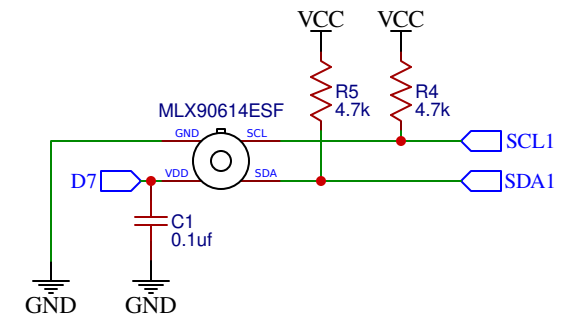 VCC VCC
R5 R4
4.7k 4.7k
MLX90614ESF
GND SCL
SCL1
D7 VDD SDA SDA1
C1
0.1uf
GND GND